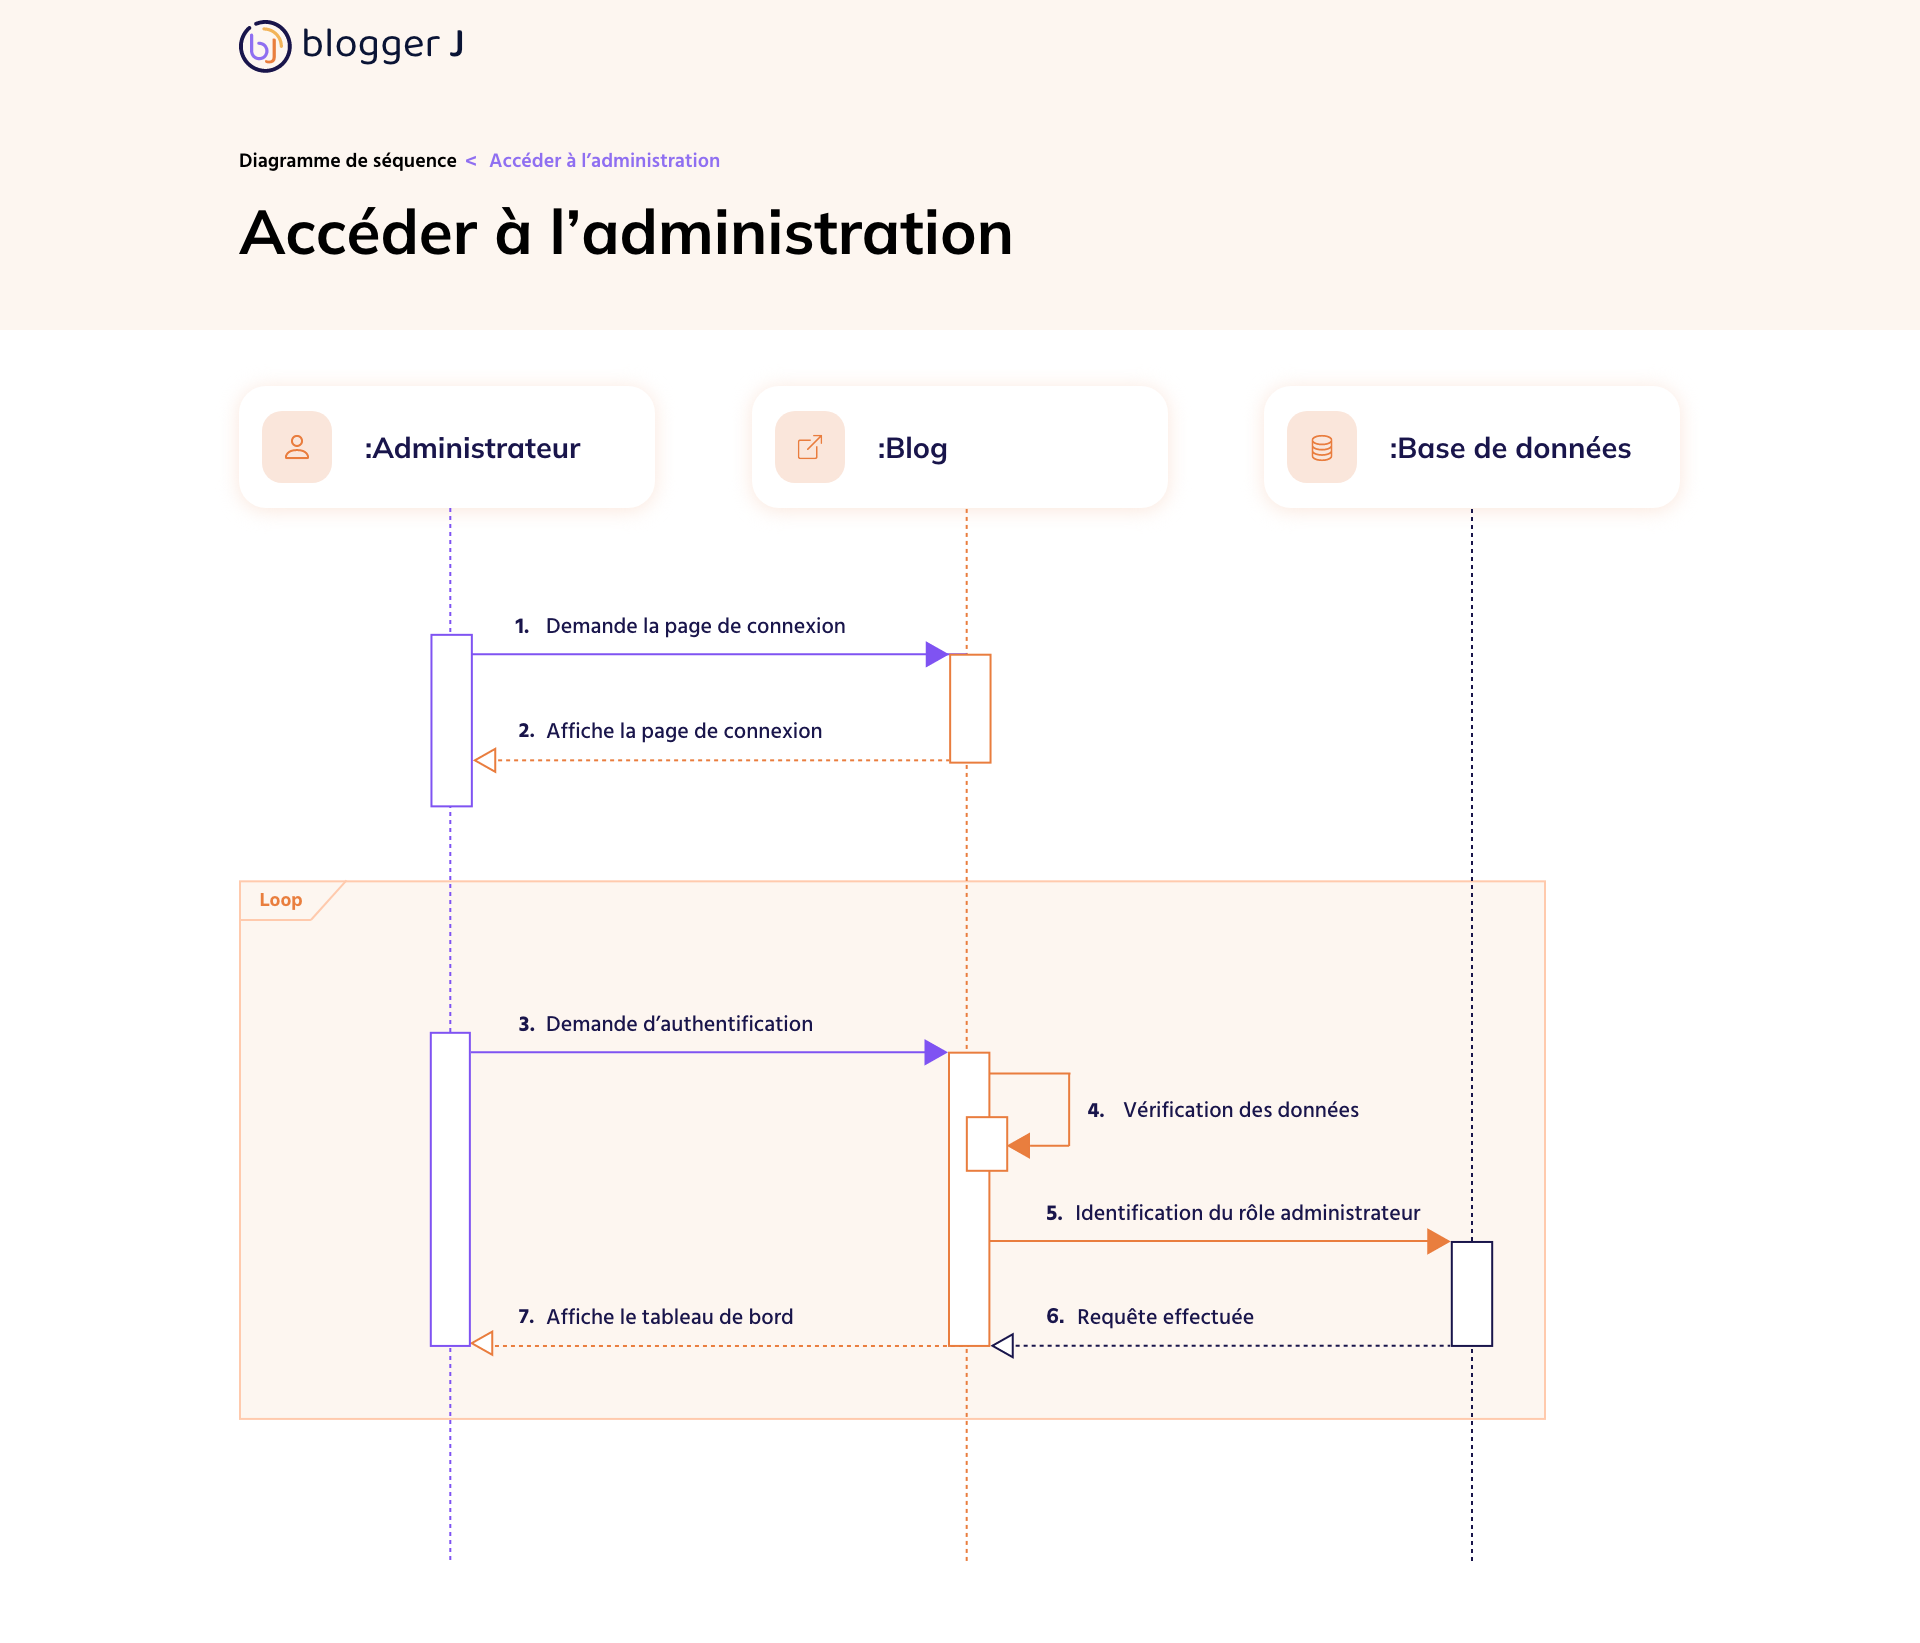 bJ blogger J
Diagramme de séquence < Accéder à l’administration
Accéder à l’administration
:Administrateur
:Blog
:Base de données
1. Demande la page de connexion
2. Affiche la page de connexion
Loop
3. Demande d’authentification
4. Vérification des données
5. Identification du rôle administrateur
7. Affiche le tableau de bord
6. Requête effectuée